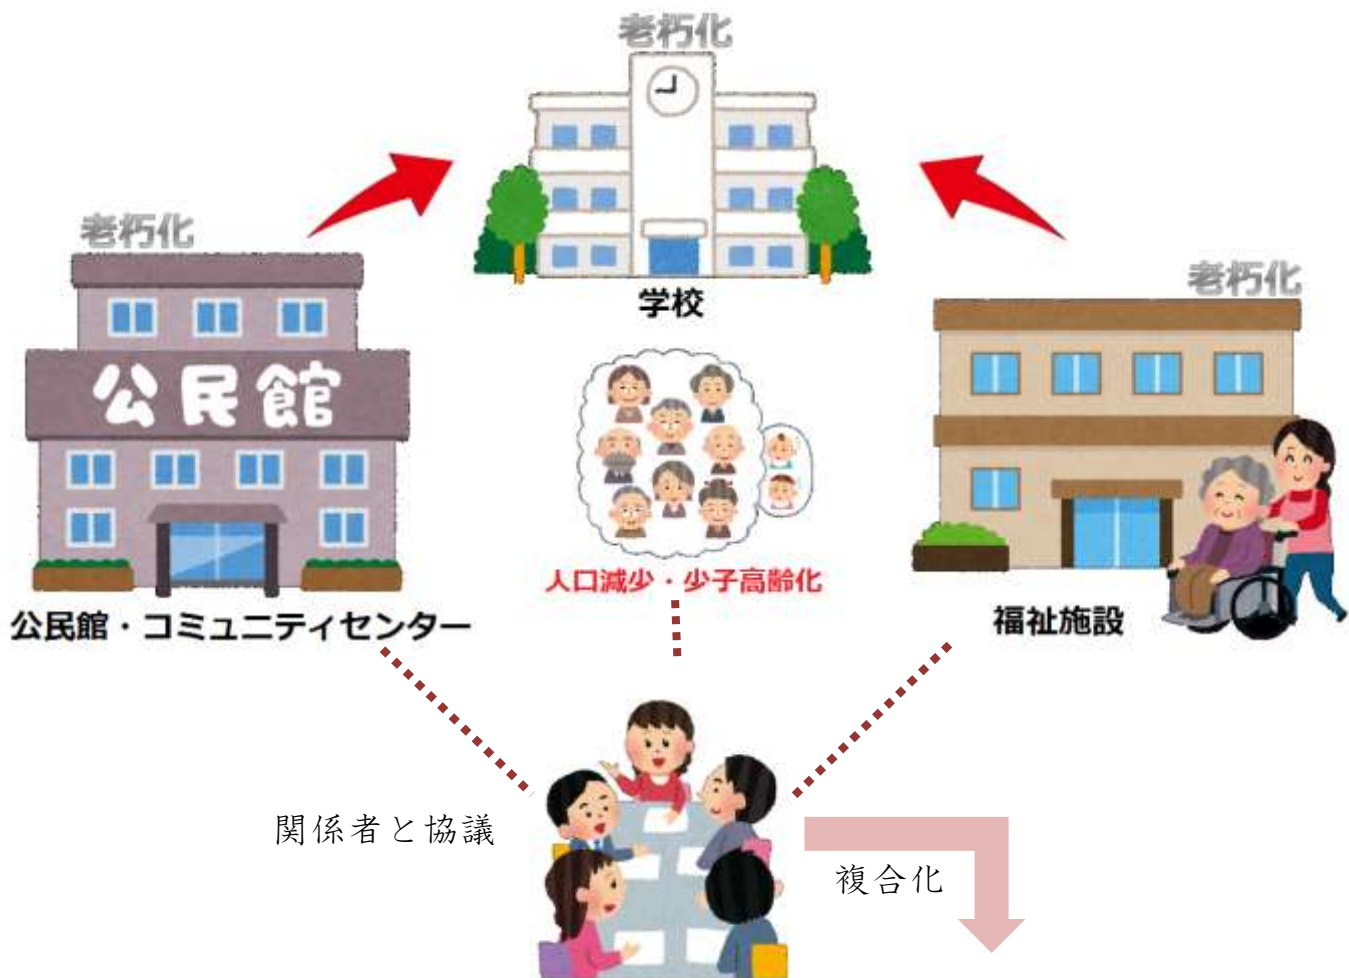 老朽化
学校
老朽化
公民館
公民館・コミュニティセンター
老朽化
福祉施設
人口減少・少子高齢化
関係者と協議
複合化